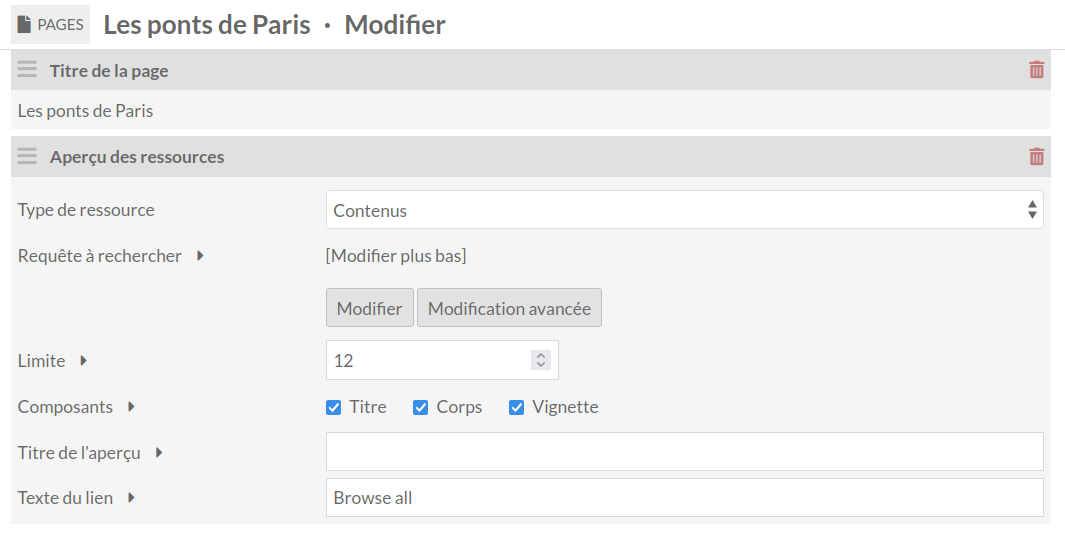 PAGES Les ponts de Paris · Modifier
Titre de la page
Les ponts de Paris
Aperçu des ressources
Type de ressource Contenus
Requête à rechercher [Modifier plus bas]
Modifier Modification avancée
Limite 12
Composants Titre Corps Vignette
Titre de l’aperçu
Texte du lien Browse all